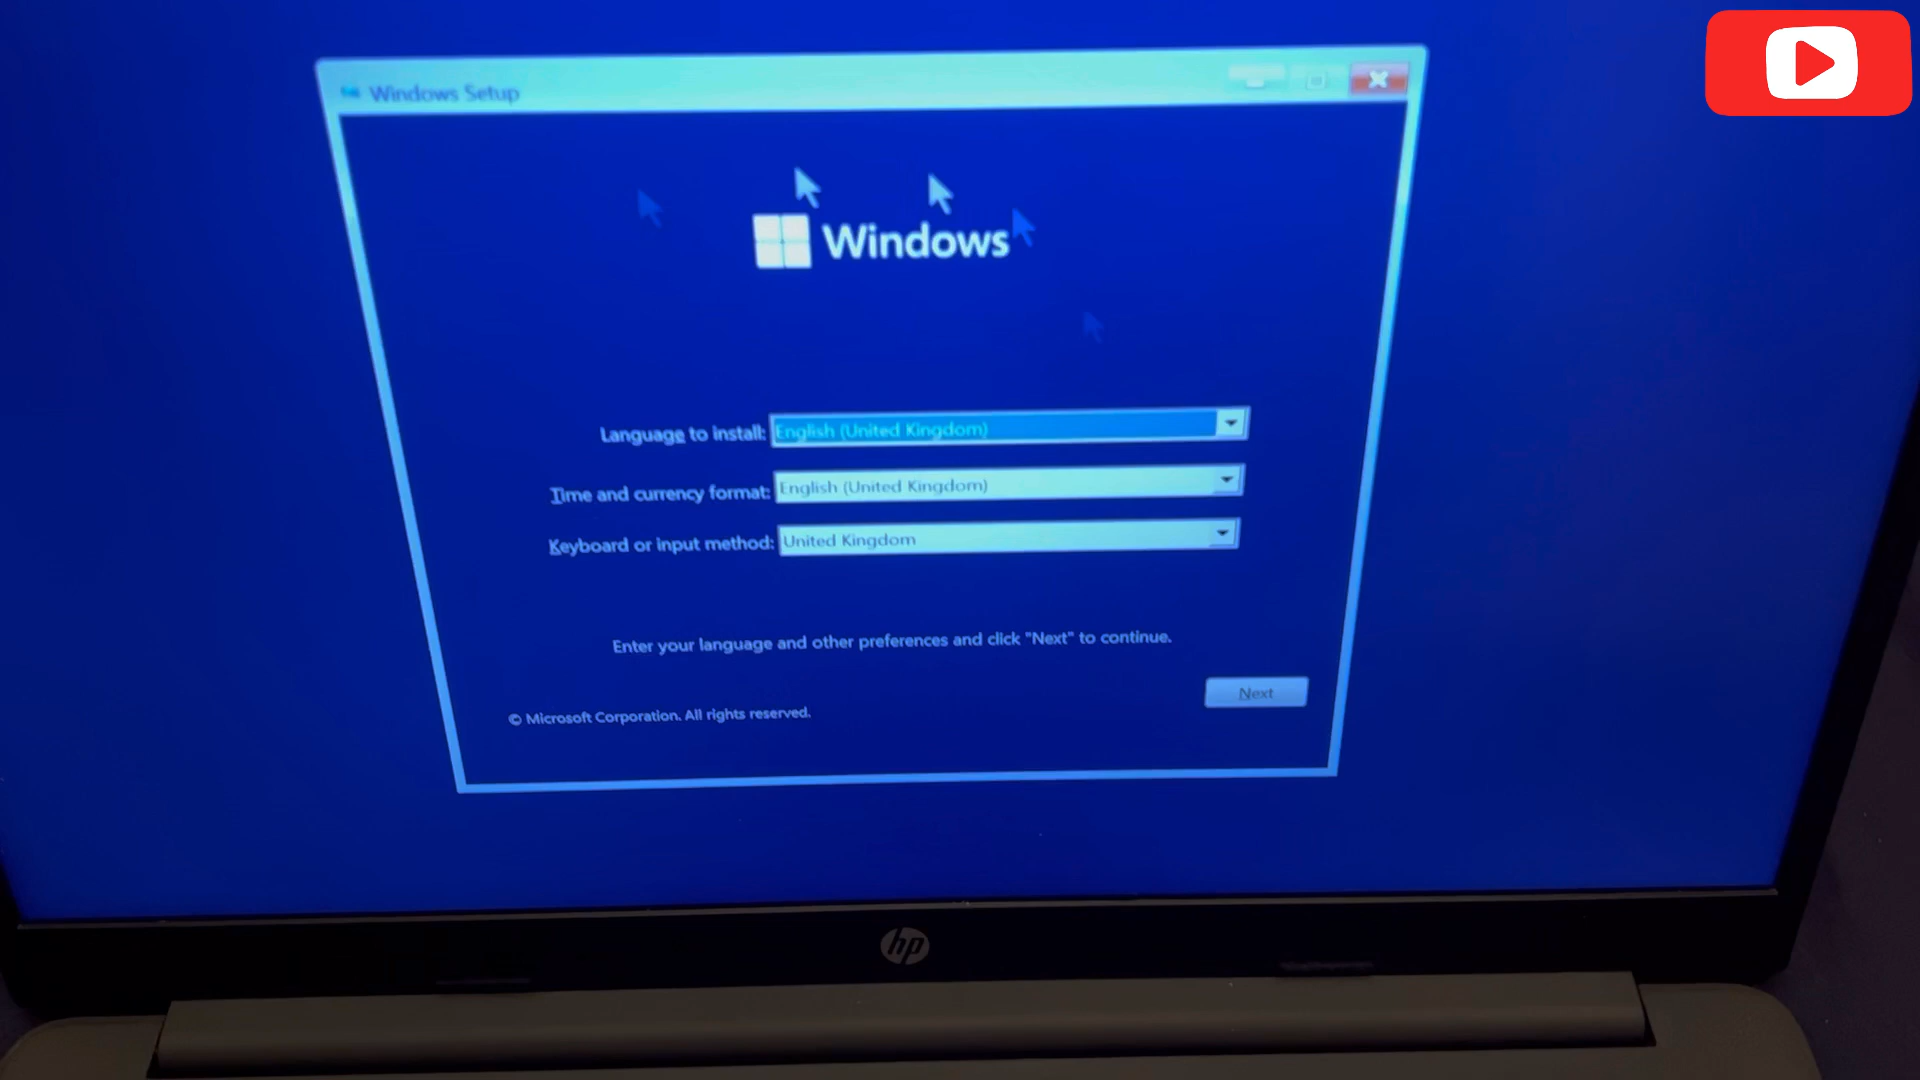 Windows Setup
Windows
Language to install: English (United Kingdom)
Time and currency format: English (United Kingdom)
Keyboard or input method: United Kingdom
Enter your language and other preferences and click "Next" to continue.
Next
© Microsoft Corporation. All rights reserved.
hp